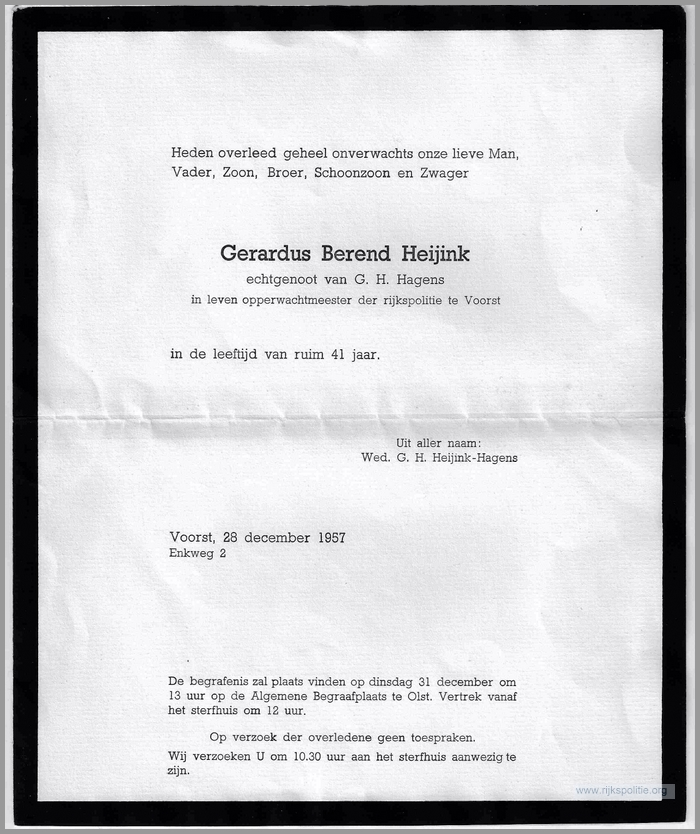 Heden overleed geheel onverwachts onze lieve Man,
Vader, Zoon, Broer, Schoonzoon en Zwager
Gerardus Berend Heijink
echtgenoot van G. H. Hagens
in leven opperwachtmeester der rijkspolitie te Voorst
in de leeftijd van ruim 41 jaar.
Uit aller naam:
Wed. G. H. Heijink-Hagens
Voorst, 28 december 1957
Enkweg 2
De begrafenis zal plaats vinden op dinsdag 31 december om
13 uur op de Algemene Begraafplaats te Olst. Vertrek vanaf
het sterfhuis om 12 uur.
Op verzoek der overledene geen toespraken.
Wij verzoeken U om 10.30 uur aan het sterfhuis aanwezig te
zijn.
www.rijkspolitie.org